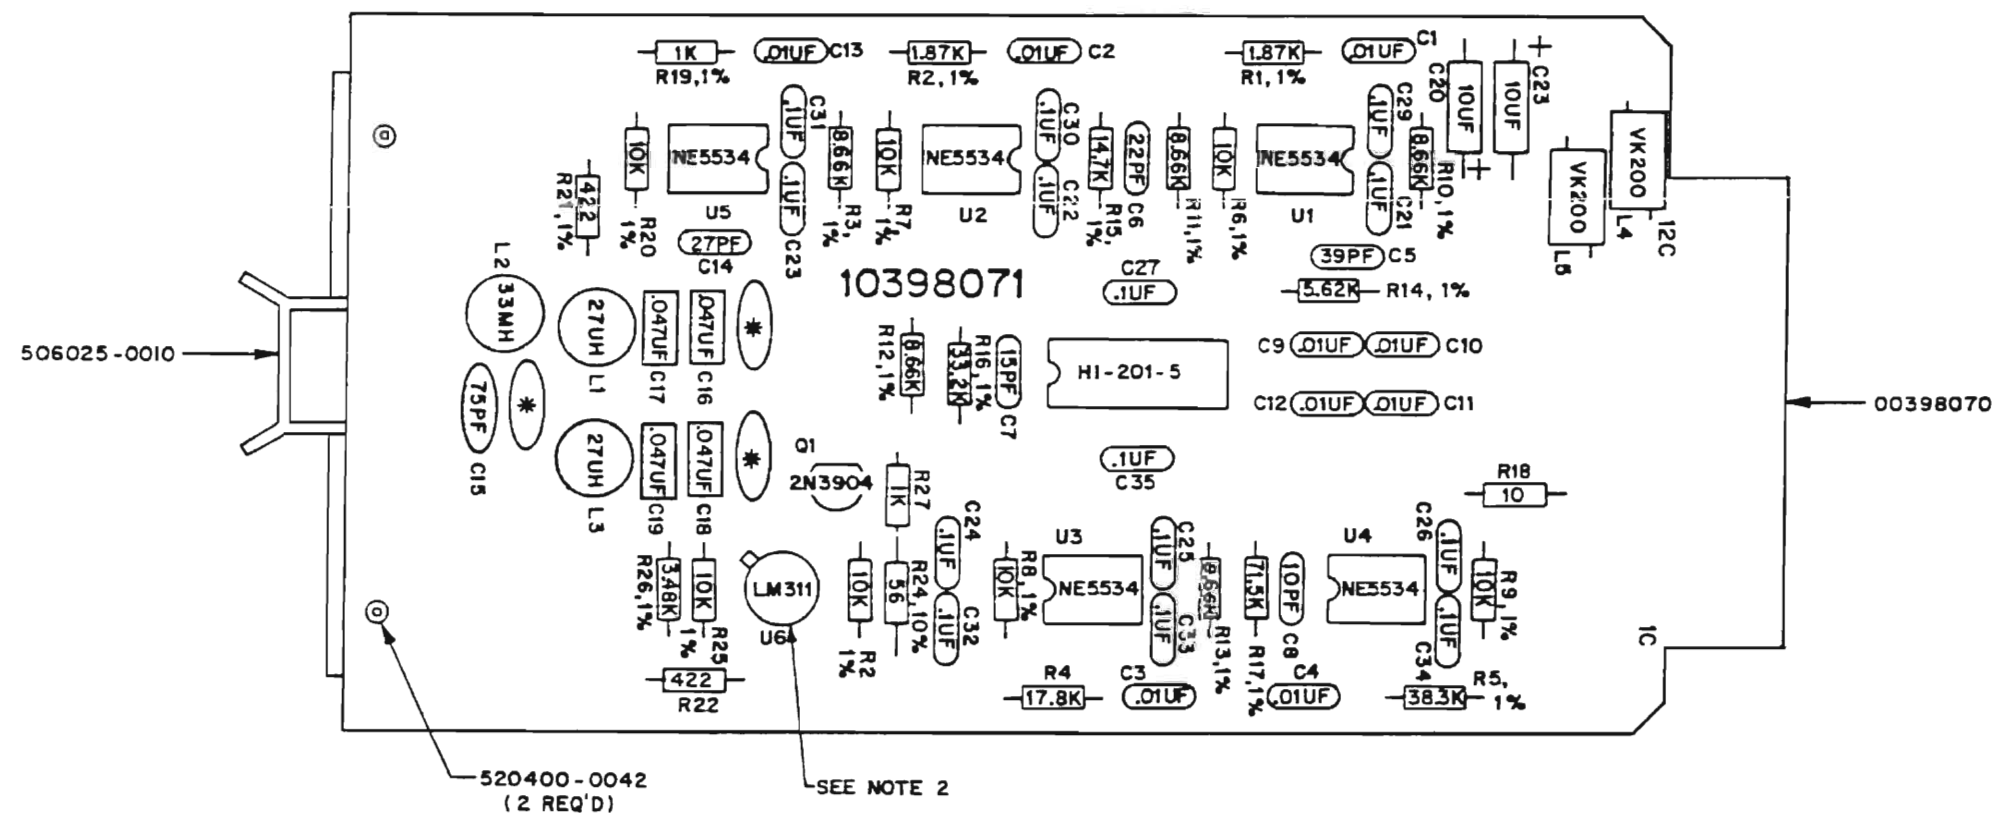 1K
.01UF C13
R19,1%
1.87K
.01UF C2
R2,1%
1.87K
.01UF
C1
R1,1%
C20
10UF
+
+
10UF
C23
VK200
L4
VK200
L5
12C
.1UF
C31
.1UF
C30
.1UF
C29
10K
R20
1%
NE5534
U5
.1UF
C23
8.66K
R3,
1%
10K
R7,
1%
NE5534
U2
.1UF
C22
14.7K
R15,
1%
22PF
C6
8.66K
R11,1%
10K
R6,1%
NE5534
U1
.1UF
C21
8.66K
R10,1%
422
R21,1%
27PF
C14
39PF C5
5.62K R14, 1%
10398071
C27
.1UF
L2
33MH
27UH
L1
.047UF
C17
.047UF
C16
*
506025-0010
75PF
C15
*
R12,1%
8.66K
33.2K
R16,1%
15PF
C7
HI-201-5
C9 .01UF .01UF C10
C12 .01UF .01UF C11
00398070
27UH
L3
.047UF
C19
.047UF
C18
*
Q1
2N3904
1K
R27
.1UF
C35
R18
10
R26,1%
3.48K
10K
R25
1%
LM311
U6
10K
R2
1%
56
R24,10%
.1UF
C24
.1UF
C32
10K
R8,1%
U3
NE5534
.1UF
C25
.1UF
C33
8.66K
R13,1%
71.5K
R17,1%
10PF
C8
U4
NE5534
C26
.1UF
.1UF
C34
10K
R9,1%
1C
422
R22
R4
17.8K
C3
.01UF
C4
.01UF
38.3K
R5,
1%
520400-0042
(2 REQ'D)
SEE NOTE 2